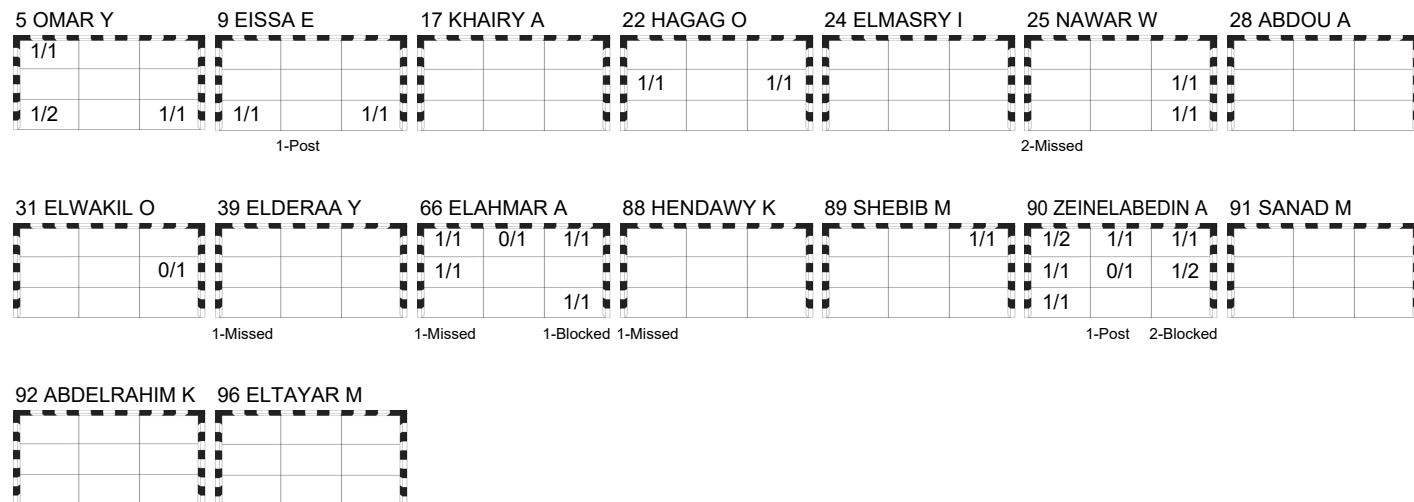 5 OMAR Y 9 EISSA E 17 KHAIRY A 22 HAGAG O 24 ELMASRY I 25 NAWAR W 28 ABDOU A
1/1
1/1 1/1 1/1
1/2 1/1 1/1 1/1 1/1
1-Post 2-Missed
31 ELWAKIL O 39 ELDERAA Y 66 ELAHMAR A 88 HENDAWY K 89 SHEBIB M 90 ZEINELABEDIN A 91 SANAD M
1/1 0/1 1/1 1/1 1/2 1/1 1/1
0/1 1/1 1/1 0/1 1/2
1/1 1/1
1-Missed 1-Missed 1-Blocked 1-Missed 1-Post 2-Blocked
92 ABDELRAHIM K 96 ELTAYAR M